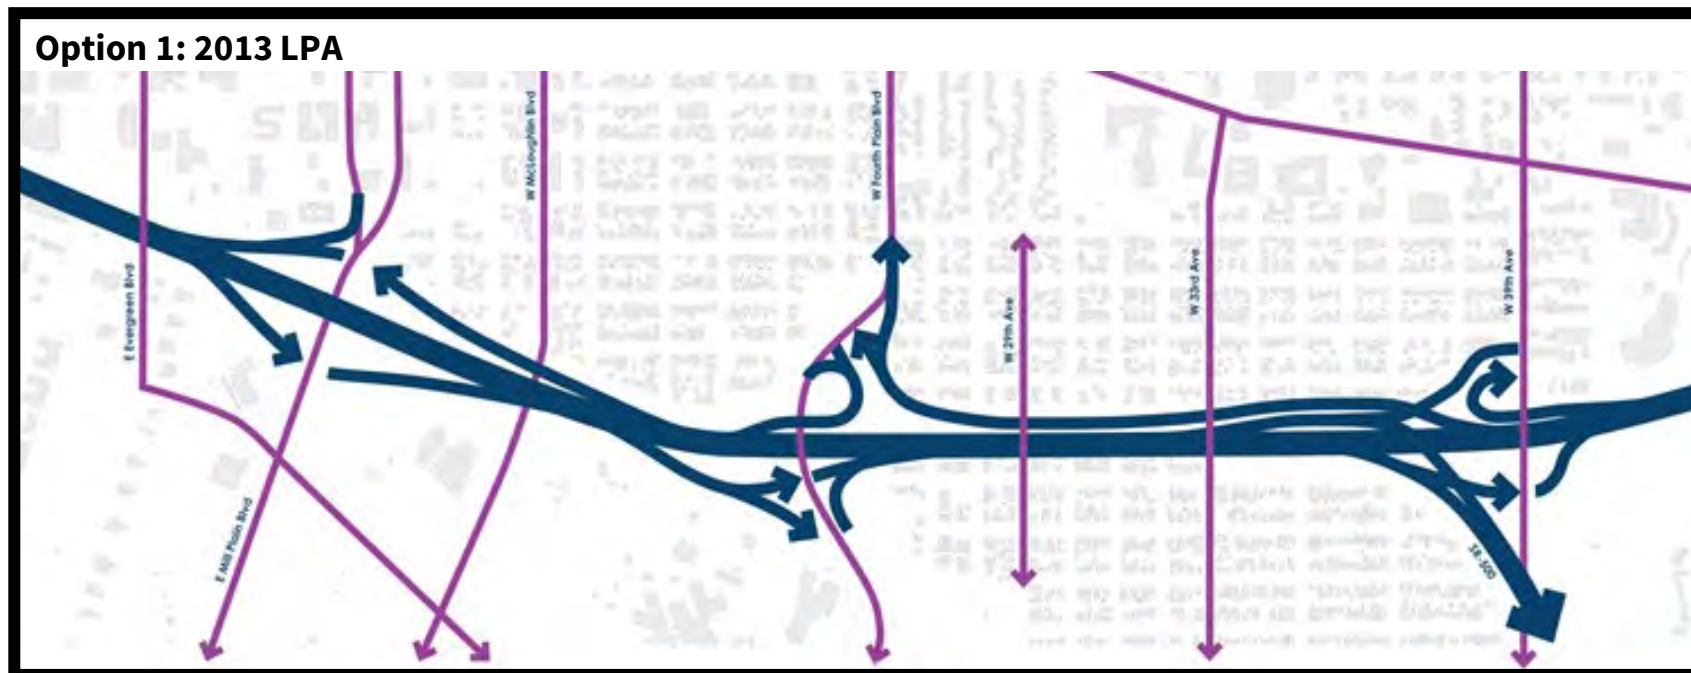 Option 1: 2013 LPA
E Evergreen Blvd
E Mill Plain Blvd
W McLoughlin Blvd
W Fourth Plain Blvd
W 29th Ave
W 33rd Ave
W 39th Ave
SR-500